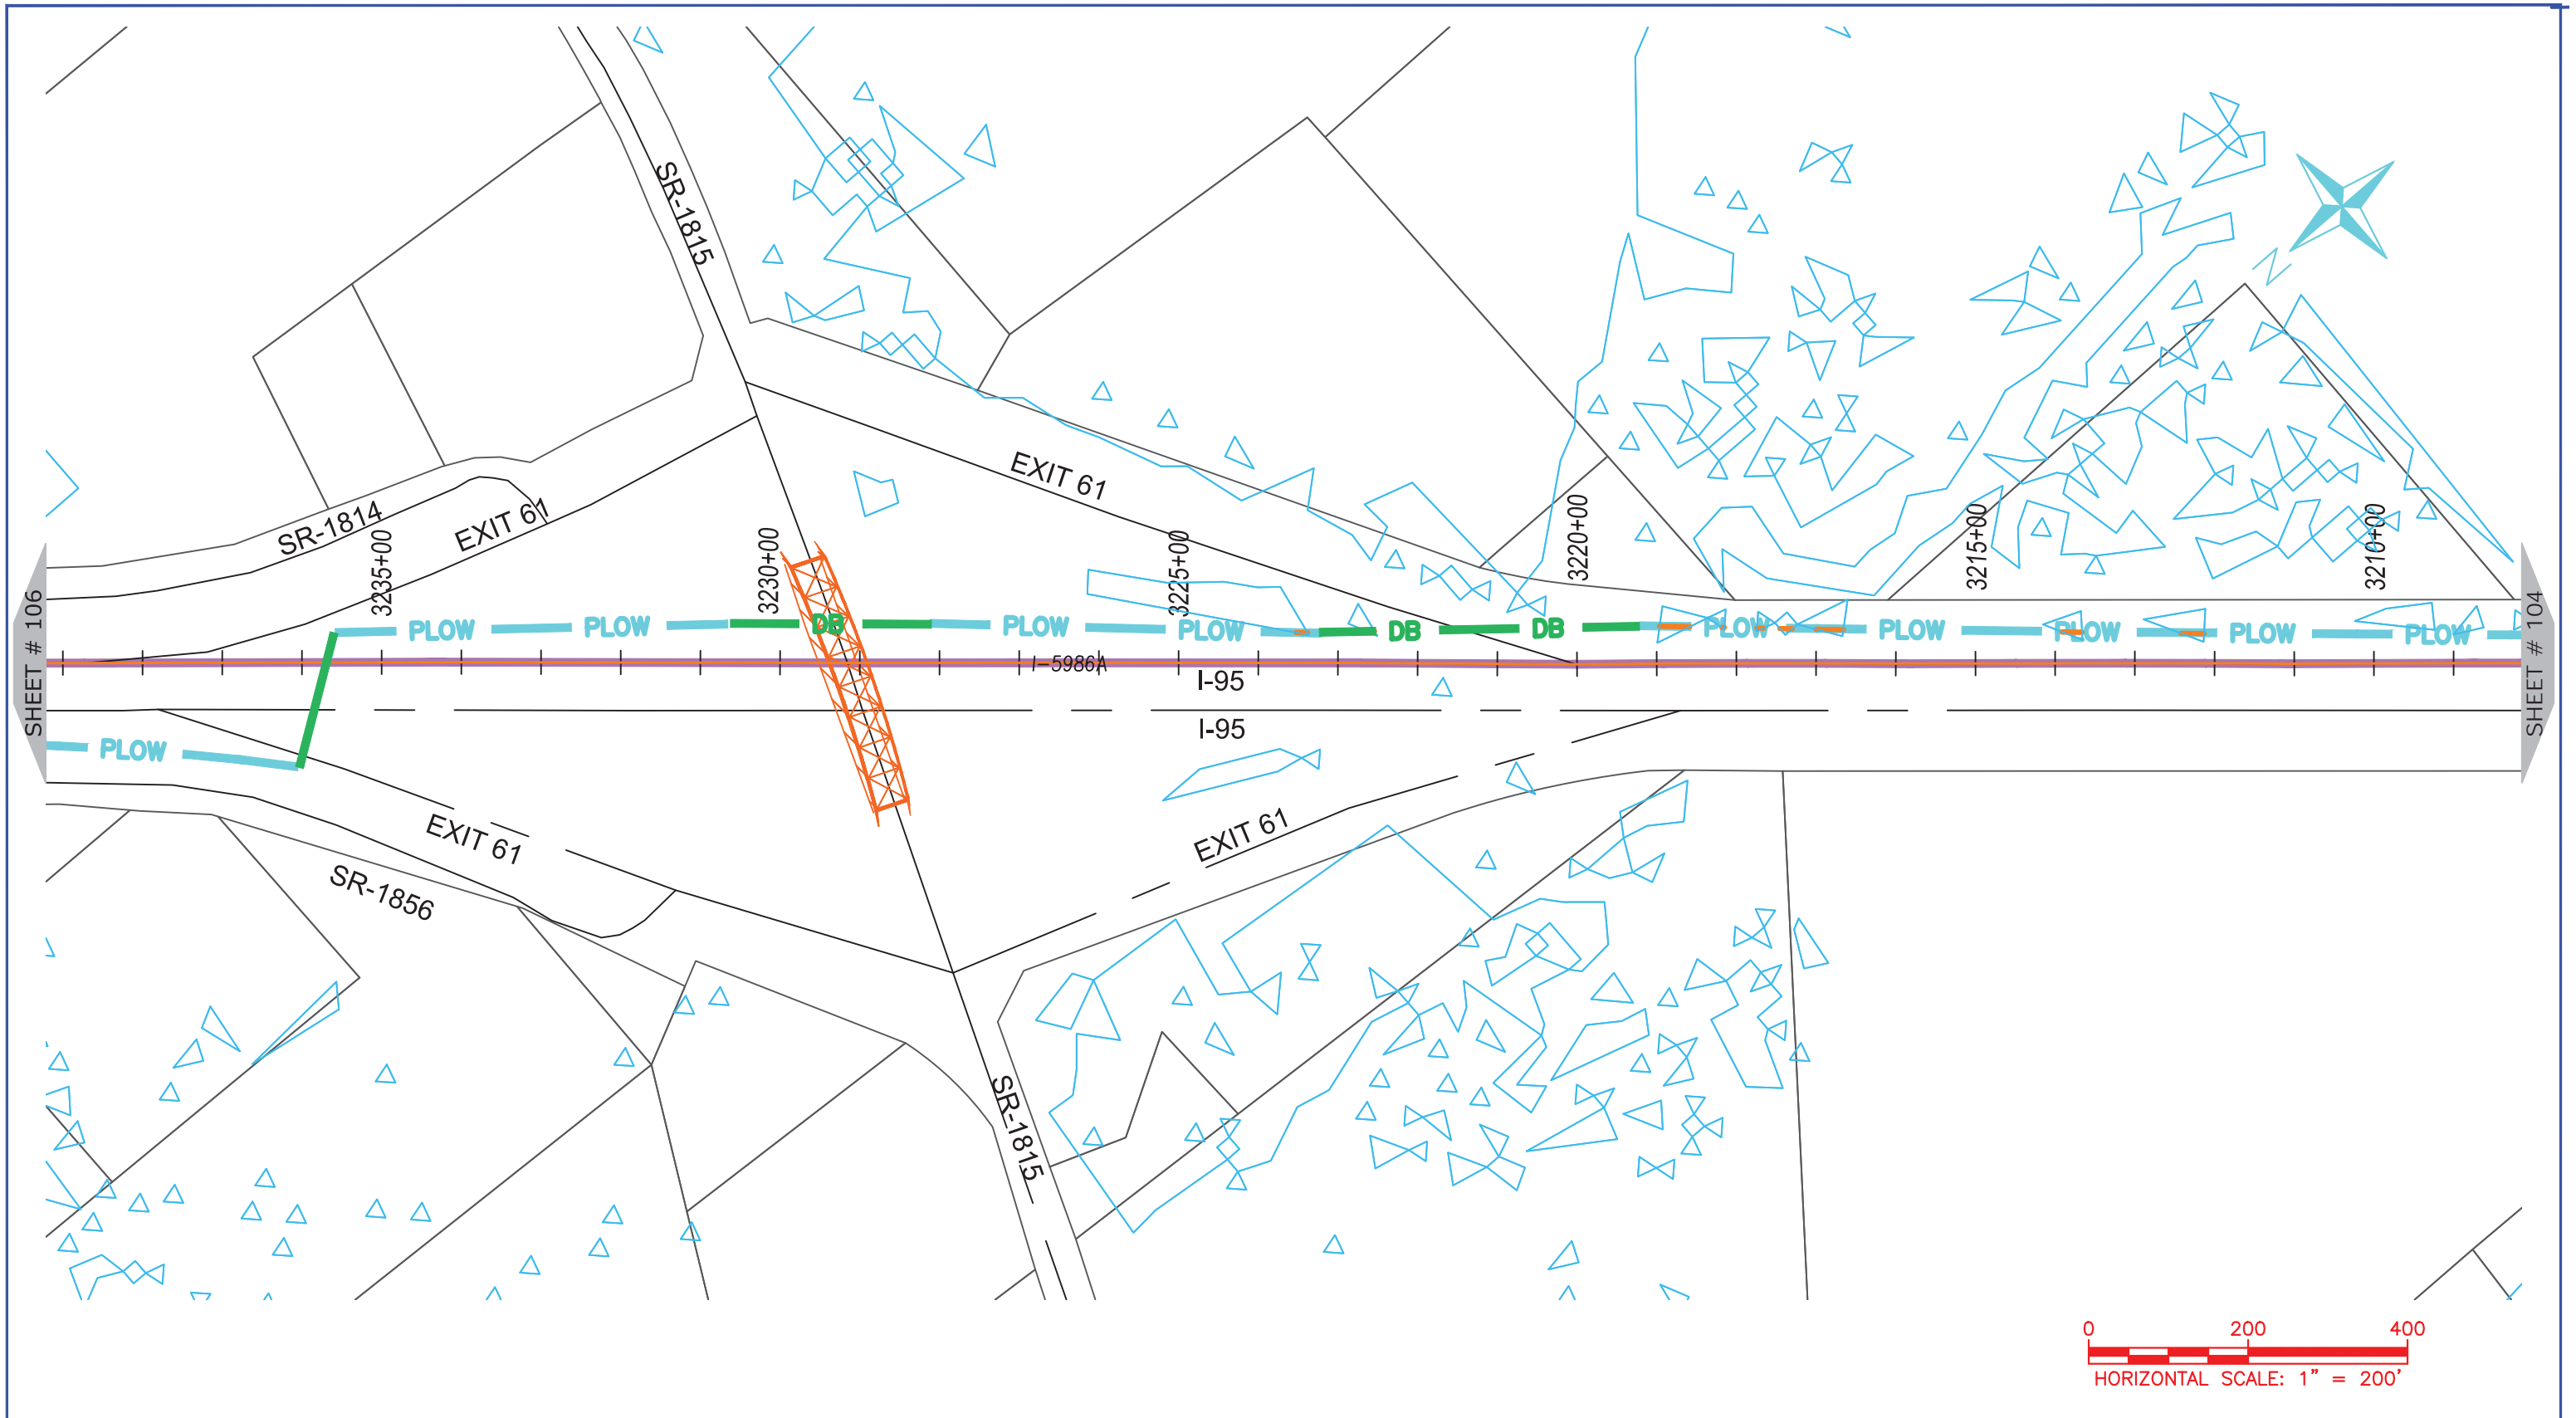 SR-1815
N
EXIT 61
SR-1814
EXIT 61
3235+00
3230+00
3225+00
3220+00
3215+00
3210+00
SHEET # 106
SHEET # 104
PLOW PLOW DB PLOW PLOW DB DB PLOW PLOW PLOW PLOW PLOW
I-5986A
I-95
I-95
PLOW
EXIT 61
EXIT 61
SR-1856
SR-1815
0 200 400
HORIZONTAL SCALE: 1" = 200'